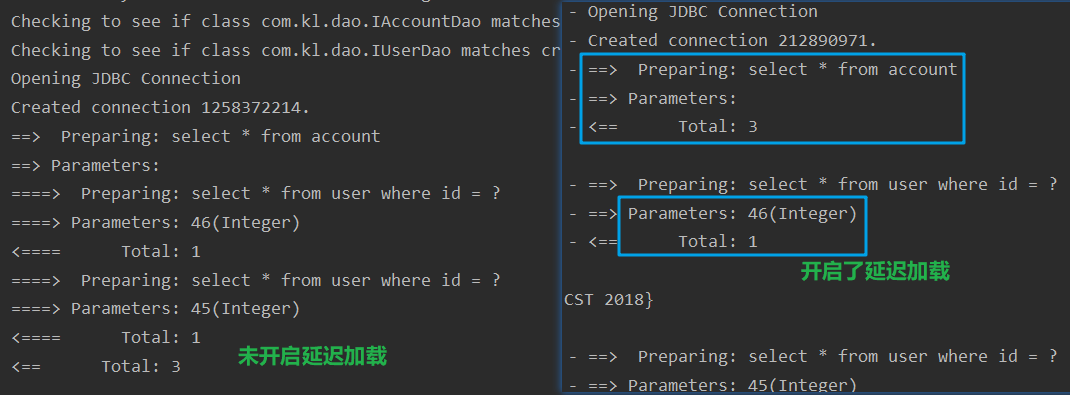 Checking to see if class com.kl.dao.IAccountDao matches
Checking to see if class com.kl.dao.IUserDao matches cr
Opening JDBC Connection
Created connection 1258372214.
==>  Preparing: select * from account
==> Parameters:
====>  Preparing: select * from user where id = ?
====> Parameters: 46(Integer)
<====      Total: 1
====>  Preparing: select * from user where id = ?
====> Parameters: 45(Integer)
<====      Total: 1
<==      Total: 3
未开启延迟加载
- Opening JDBC Connection
- Created connection 212890971.
- ==>  Preparing: select * from account
- ==> Parameters:
- <==      Total: 3
- ==>  Preparing: select * from user where id = ?
- ==> Parameters: 46(Integer)
- <==      Total: 1
开启了延迟加载
CST 2018}
- ==>  Preparing: select * from user where id = ?
- ==> Parameters: 45(Integer)